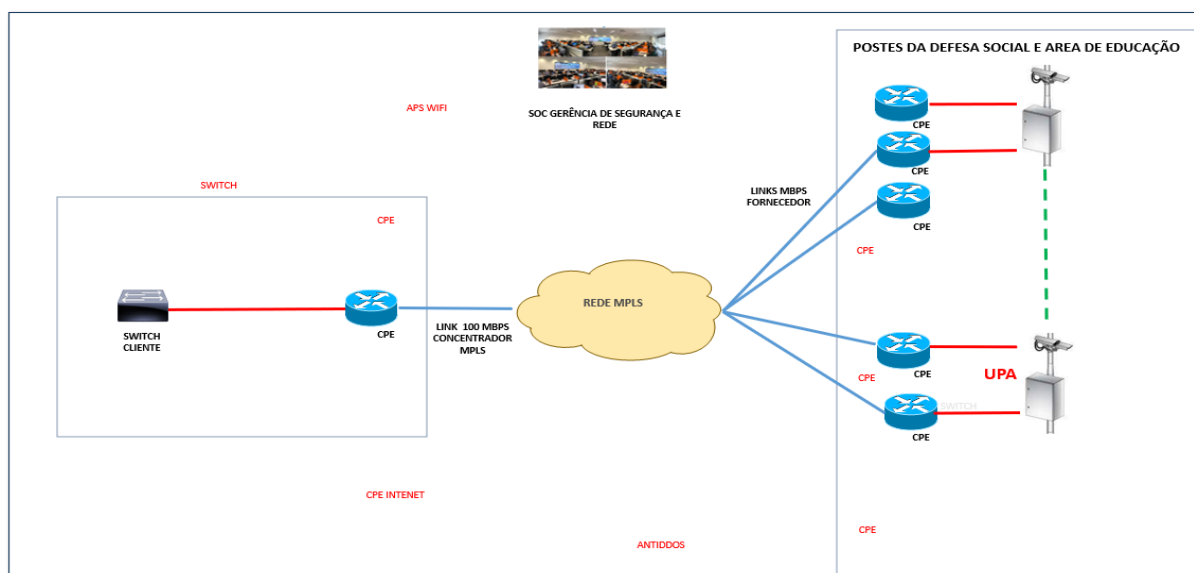 POSTES DA DEFESA SOCIAL E AREA DE EDUCAÇÃO
APS WIFI
SOC GERÊNCIA DE SEGURANÇA E
REDE
CPE
CPE
SWITCH
LINKS MBPS
FORNECEDOR
CPE
CPE
CPE
REDE MPLS
SWITCH
CLIENTE
CPE
LINK 100 MBPS
CONCENTRADOR
MPLS
CPE
CPE
UPA
SWITCH
CPE
CPE INTENET
CPE
ANTIDDOS